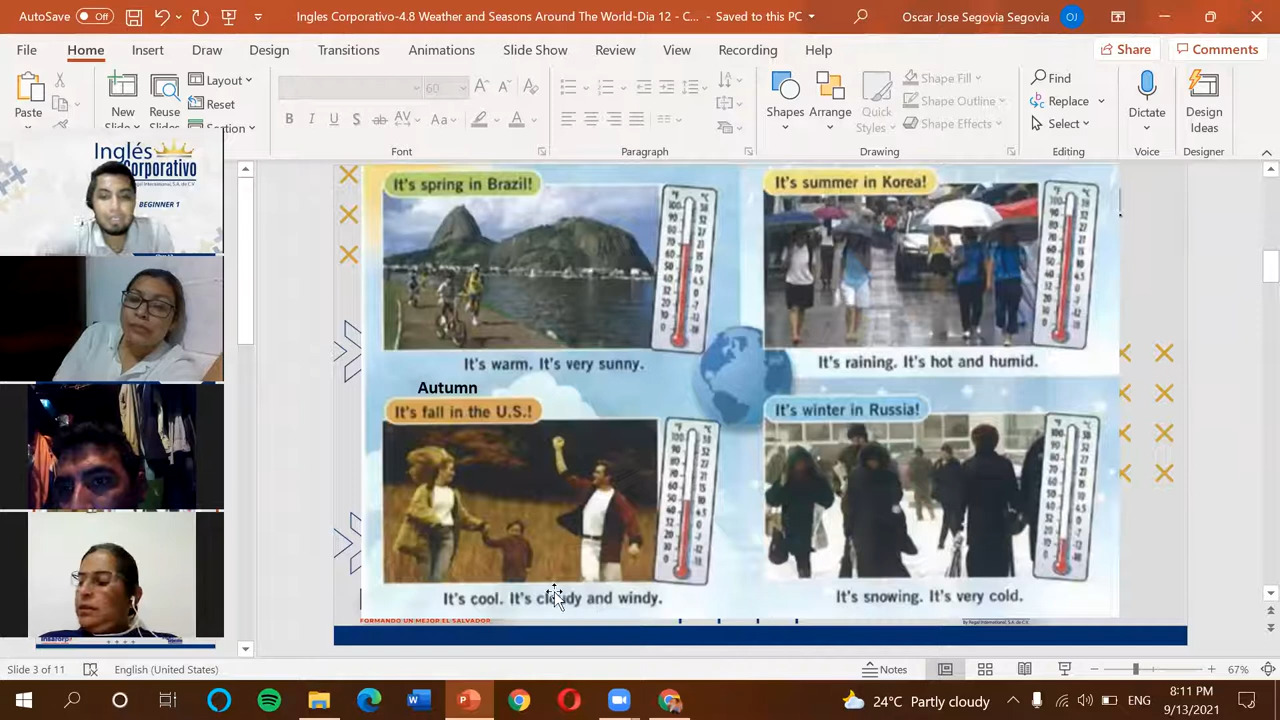 AutoSave Off
Ingles Corporativo-4.8 Weather and Seasons Around The World-Dia 12 - C... - Saved to this PC
Oscar Jose Segovia Segovia OJ
File Home Insert Draw Design Transitions Animations Slide Show Review View Recording Help Share Comments
Paste
New
Reuse
Layout
Reset
Shapes
Arrange
Quick
Styles
Shape Fill
Shape Outline
Shape Effects
Find
Replace
Select
Dictate
Design
Ideas
Font Paragraph Drawing Editing Voice Designer
Inglés
Corporativo
BEGINNER 1
It's spring in Brazil!
It's warm. It's very sunny.
It's summer in Korea!
It's raining. It's hot and humid.
Autumn
It's fall in the U.S.!
It's cool. It's cloudy and windy.
It's winter in Russia!
It's snowing. It's very cold.
FORMANDO UN MEJOR EL SALVADOR
By Regal International, S.A. de C.V.
Slide 3 of 11 English (United States) Notes 67%
24°C Partly cloudy ENG
8:11 PM
9/13/2021